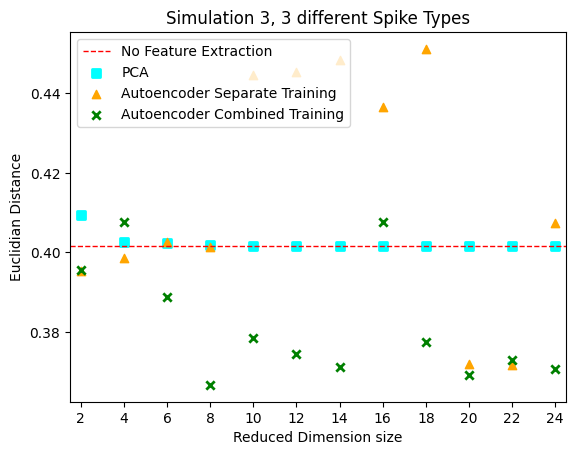 Simulation 3, 3 different Spike Types
No Feature Extraction
PCA
Autoencoder Separate Training
Autoencoder Combined Training
Euclidian Distance
0.44
0.42
0.40
0.38
2 4 6 8 10 12 14 16 18 20 22 24
Reduced Dimension size